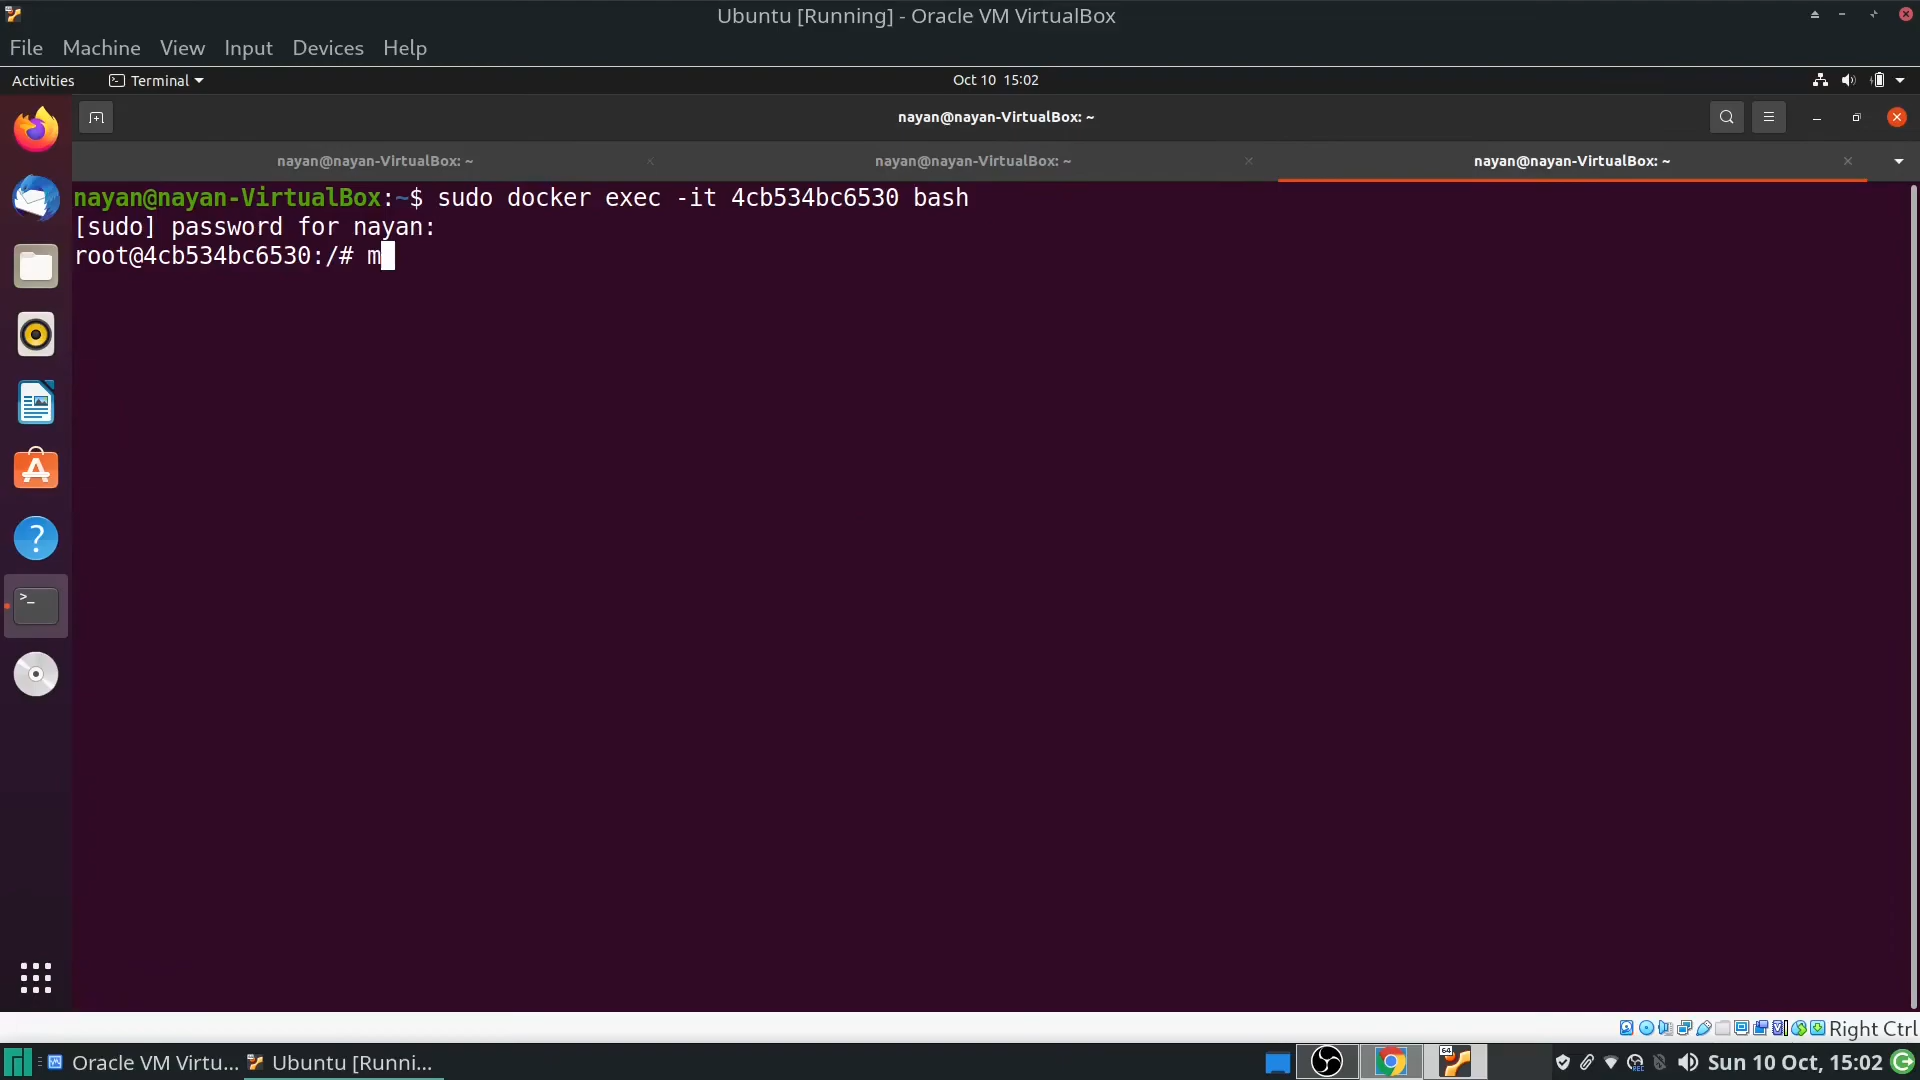 Ubuntu [Running] - Oracle VM VirtualBox
File Machine View Input Devices Help
Activities Terminal Oct 10 15:02
nayan@nayan-VirtualBox: ~
nayan@nayan-VirtualBox: ~ nayan@nayan-VirtualBox: ~ nayan@nayan-VirtualBox: ~
nayan@nayan-VirtualBox:~$ sudo docker exec -it 4cb534bc6530 bash
[sudo] password for nayan:
root@4cb534bc6530:/# m
Right Ctrl
Oracle VM Virtu... Ubuntu [Runni... Sun 10 Oct, 15:02